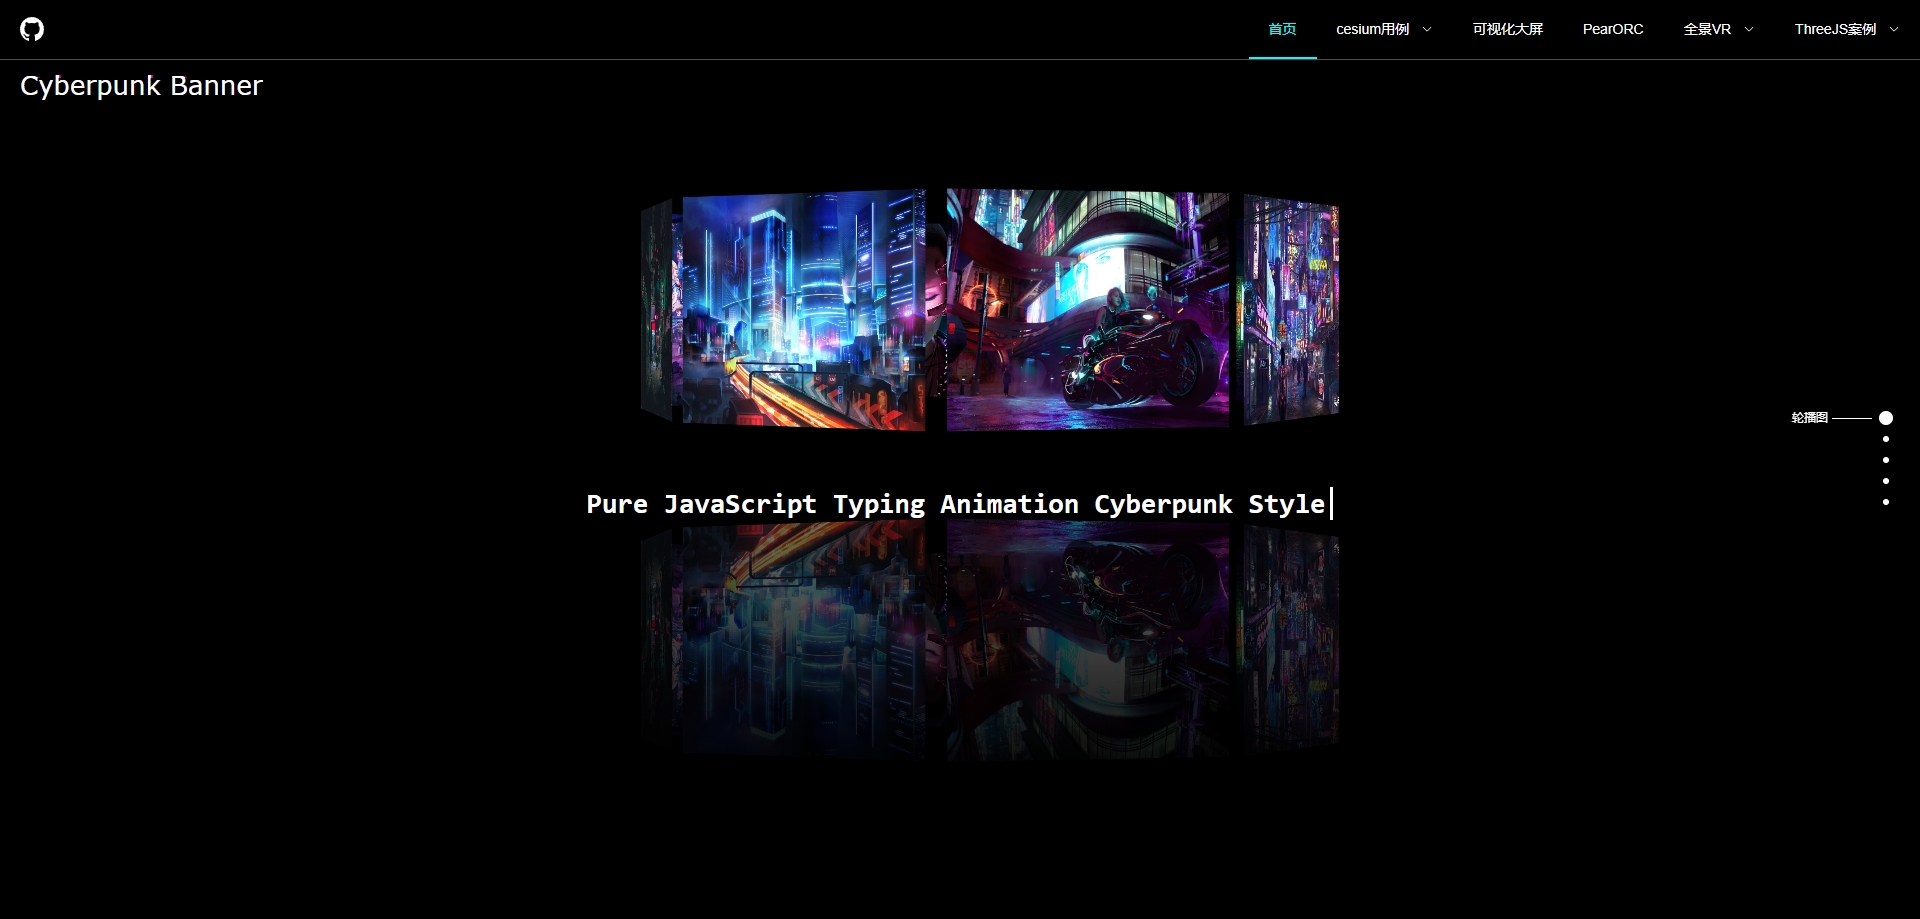 首页 cesium用例 可视化大屏 PearORC 全景VR ThreeJS案例
Cyberpunk Banner
轮播图
Pure JavaScript Typing Animation Cyberpunk Style